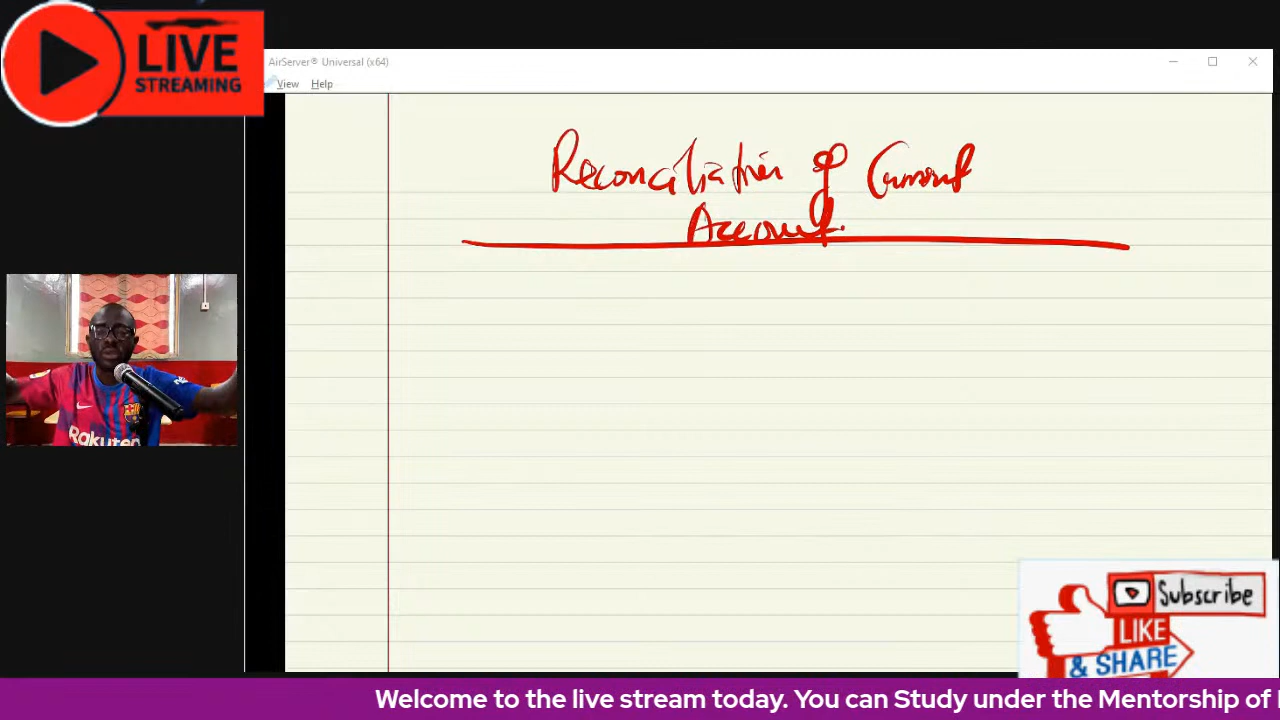 LIVE
STREAMING
AirServer® Universal (x64)
View Help
Reconciliation of Current
Account.
Rakuten
Subscribe
LIKE
& SHARE
Welcome to the live stream today. You can Study under the Mentorship of